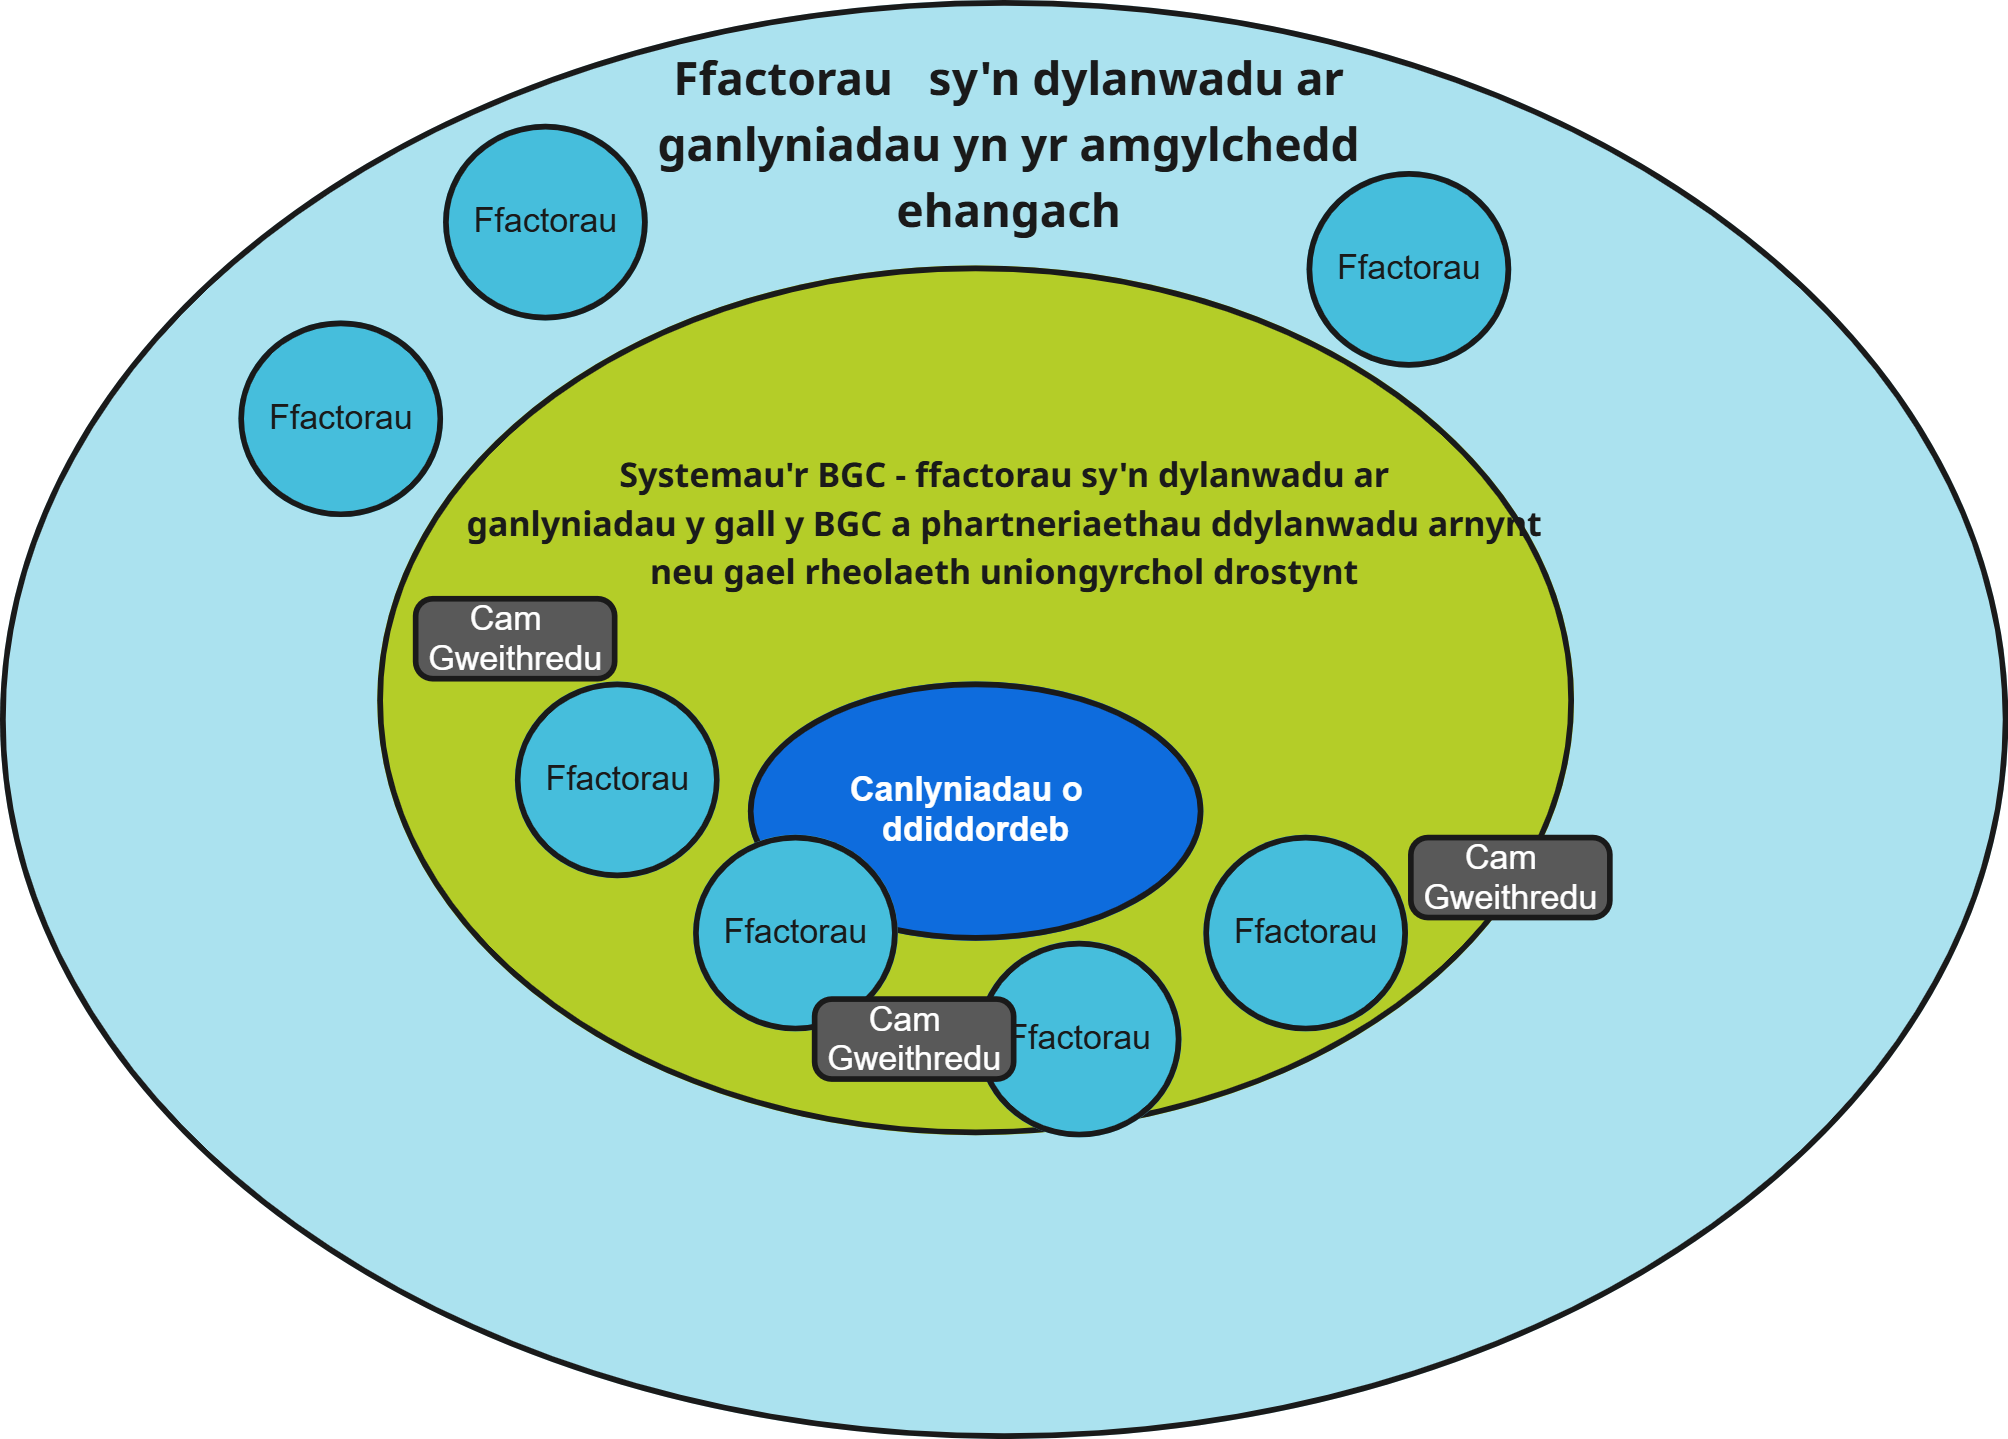 Ffactorau sy'n dylanwadu ar
ganlyniadau yn yr amgylchedd
ehangach
Ffactorau
Ffactorau
Ffactorau
Systemau'r BGC - ffactorau sy'n dylanwadu ar
ganlyniadau y gall y BGC a phartneriaethau ddylanwadu arnynt
neu gael rheolaeth uniongyrchol drostynt
Cam
Gweithredu
Ffactorau
Canlyniadau o
ddiddordeb
Cam
Gweithredu
Ffactorau
Ffactorau
Cam
Gweithredu
Ffactorau